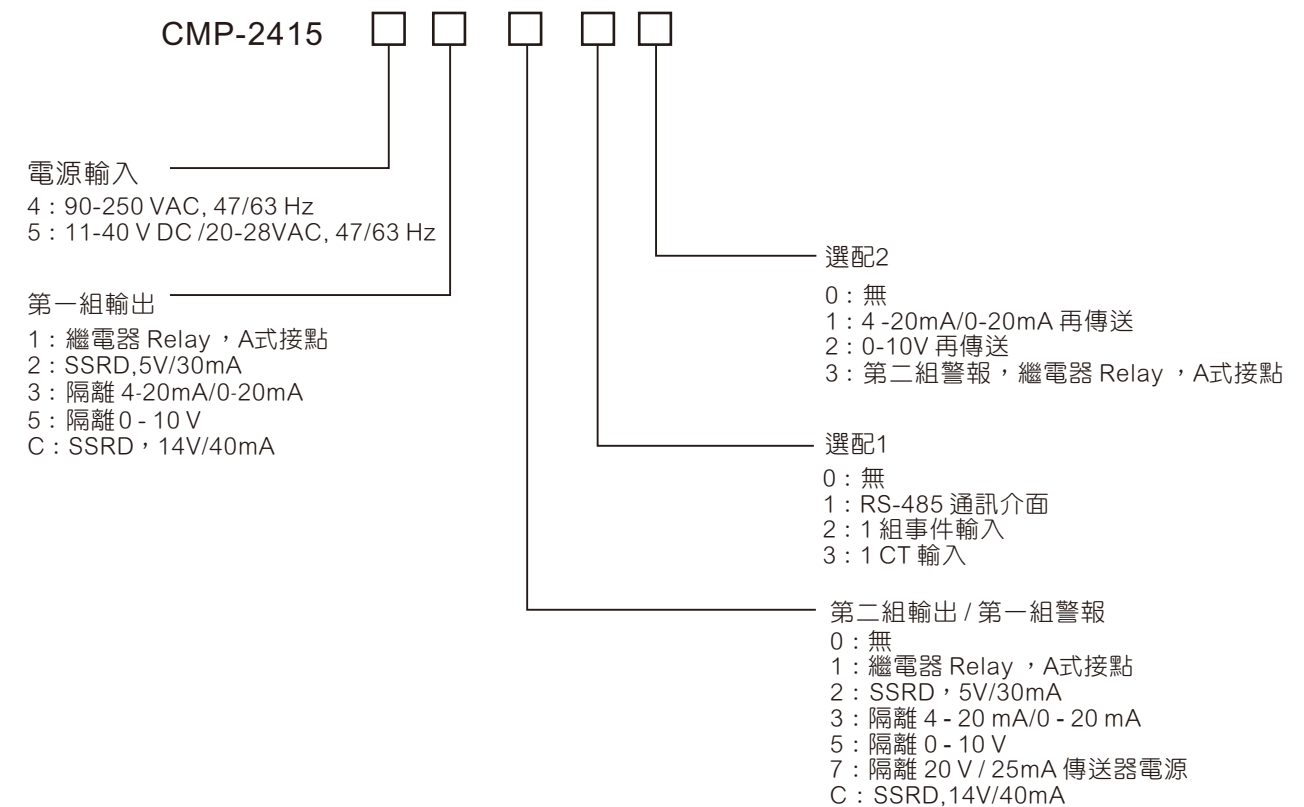 CMP-2415
電源輸入
4：90-250 VAC, 47/63 Hz
5：11-40 V DC /20-28VAC, 47/63 Hz
第一組輸出
1：繼電器 Relay ，A式接點
2：SSRD,5V/30mA
3：隔離 4-20mA/0-20mA
5：隔離 0 - 10 V
C：SSRD，14V/40mA
選配2
0：無
1：4 -20mA/0-20mA 再傳送
2：0-10V 再傳送
3：第二組警報，繼電器 Relay ，A式接點
選配1
0：無
1：RS-485 通訊介面
2：1 組事件輸入
3：1 CT 輸入
第二組輸出 / 第一組警報
0：無
1：繼電器 Relay ，A式接點
2：SSRD，5V/30mA
3：隔離 4 - 20 mA/0 - 20 mA
5：隔離 0 - 10 V
7：隔離 20 V / 25mA 傳送器電源
C：SSRD,14V/40mA